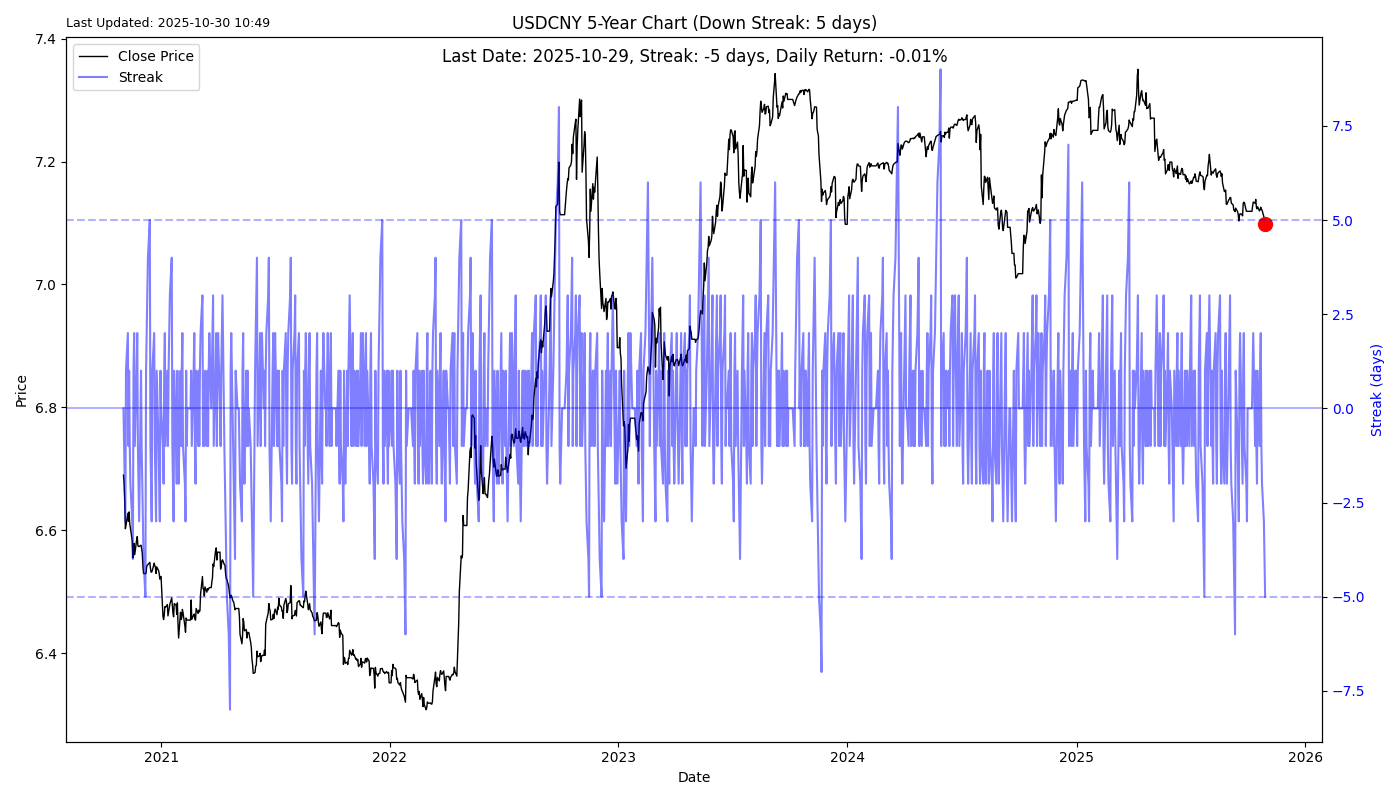 Last Updated: 2025-10-30 10:49
USDCNY 5-Year Chart (Down Streak: 5 days)
Last Date: 2025-10-29, Streak: -5 days, Daily Return: -0.01%
Close Price
Streak
7.4
7.2
7.0
6.8
6.6
6.4
Price
7.5
5.0
2.5
0.0
−2.5
−5.0
−7.5
Streak (days)
2021
2022
2023
2024
2025
2026
Date